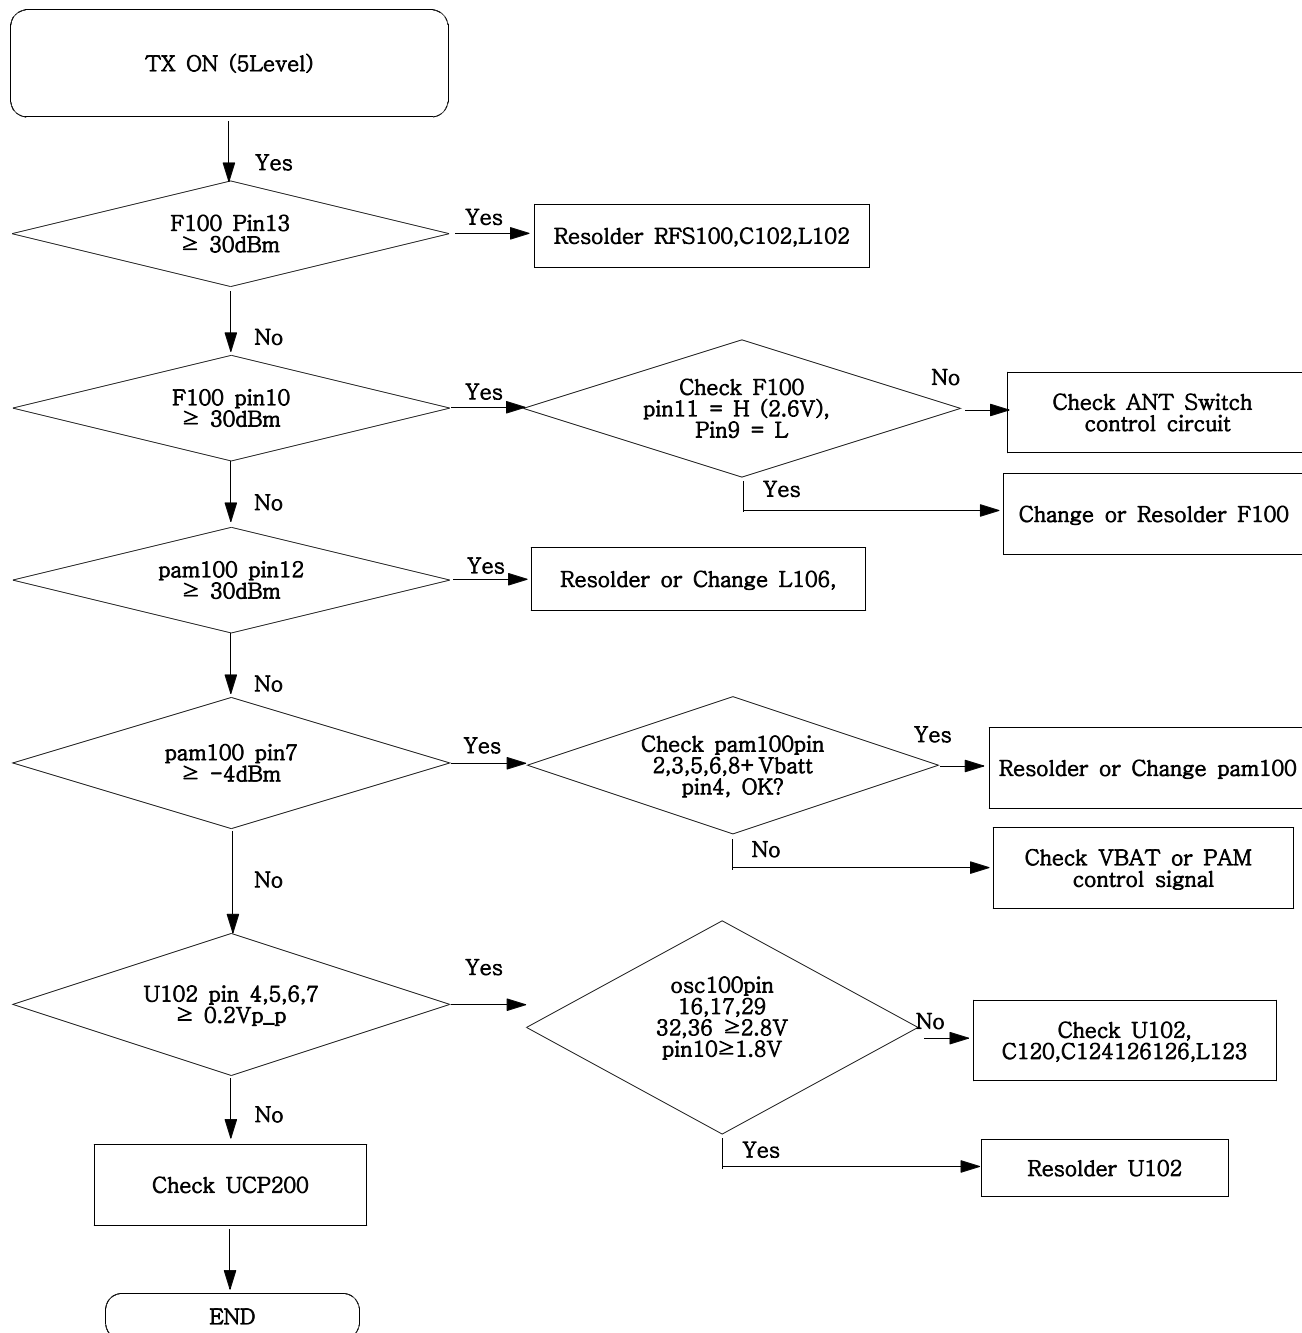 TX ON (5Level)
Yes
F100 Pin13
≥ 30dBm
Yes
Resolder RFS100,C102,L102
No
F100 pin10
≥ 30dBm
Yes
Check F100
pin11 = H (2.6V),
Pin9 = L
No
Check ANT Switch
control circuit
Yes
Change or Resolder F100
No
pam100 pin12
≥ 30dBm
Yes
Resolder or Change L106,
No
pam100 pin7
≥ -4dBm
Yes
Check pam100pin
2,3,5,6,8+Vbatt
pin4, OK?
Yes
Resolder or Change pam100
No
Check VBAT or PAM
control signal
No
U102 pin 4,5,6,7
≥ 0.2Vp_p
Yes
osc100pin
16,17,29
32,36 ≥2.8V
pin10≥1.8V
No
Check U102,
C120,C124126126,L123
Yes
Resolder U102
No
Check UCP200
END